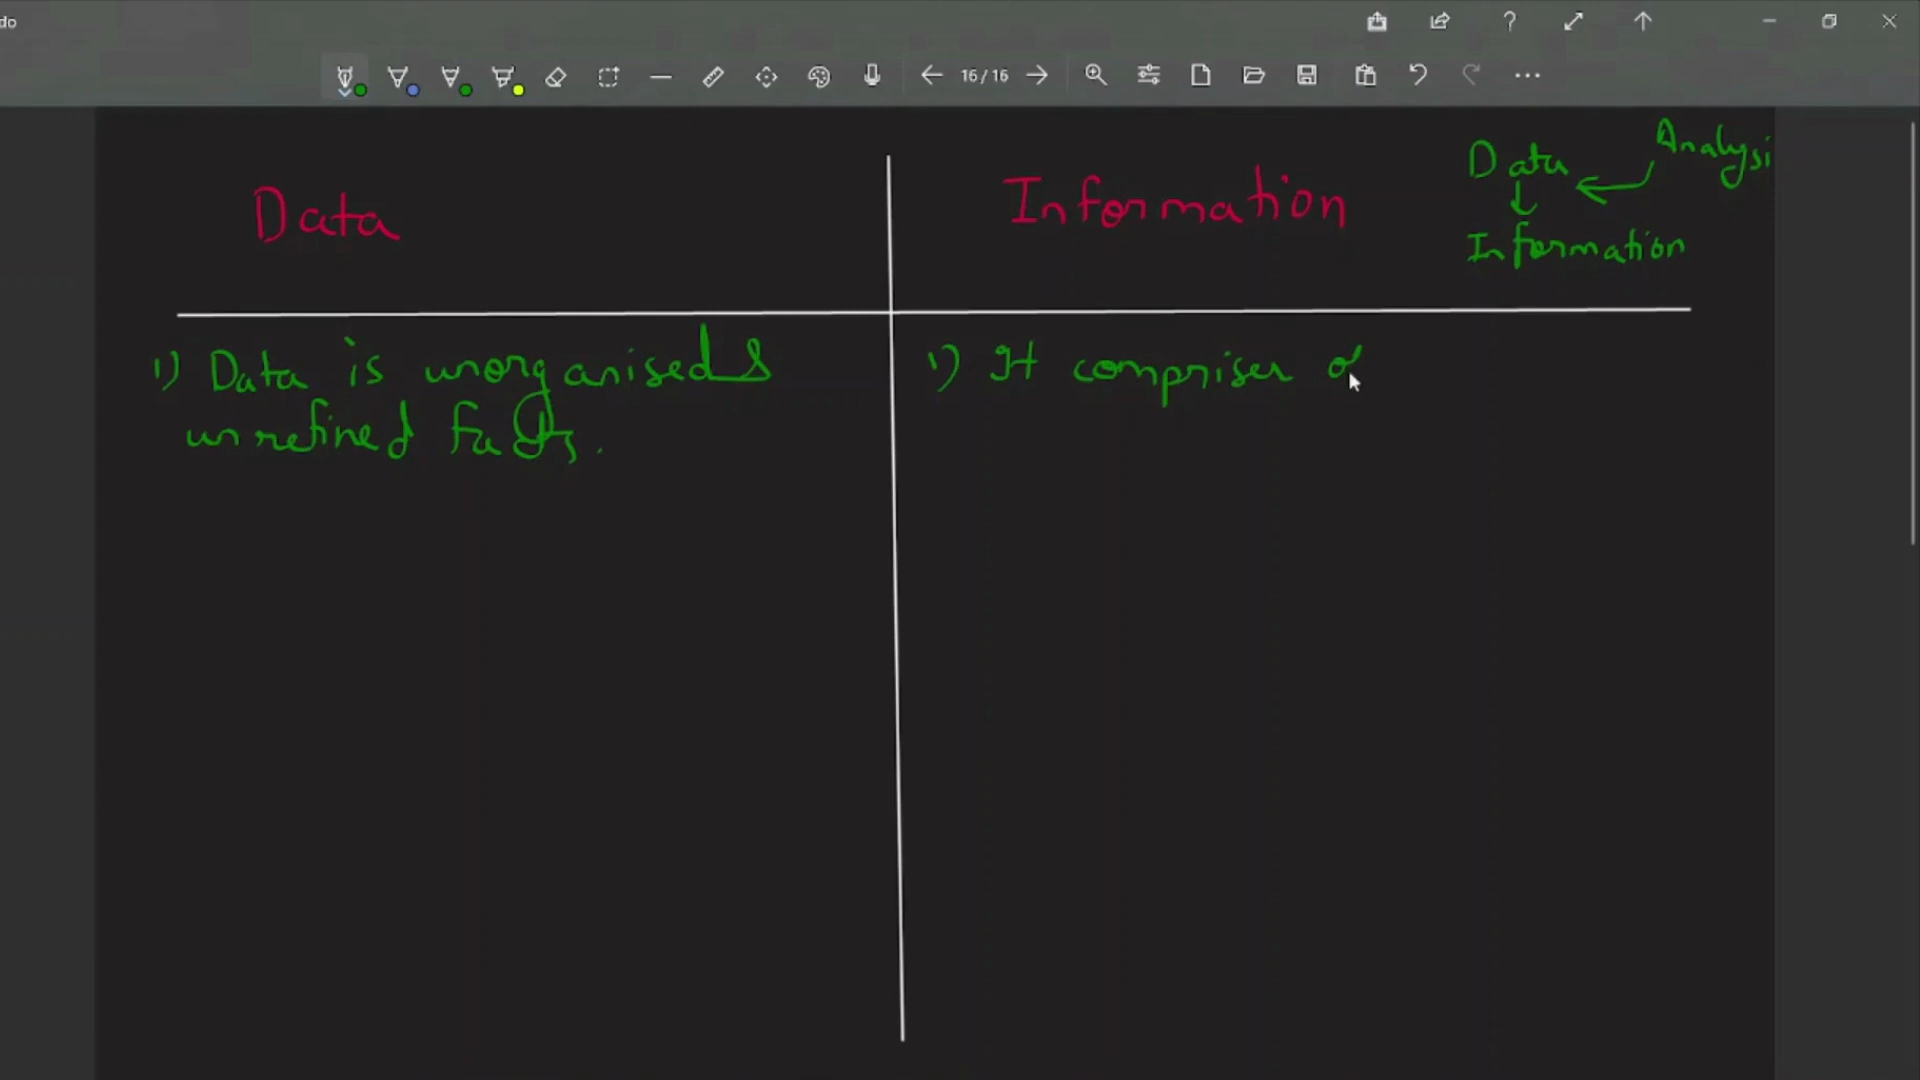 do
16 / 16
Data
Information
Data
Analysi
Information
1) Data is unorganised &
unrefined facts.
1) It comprises of